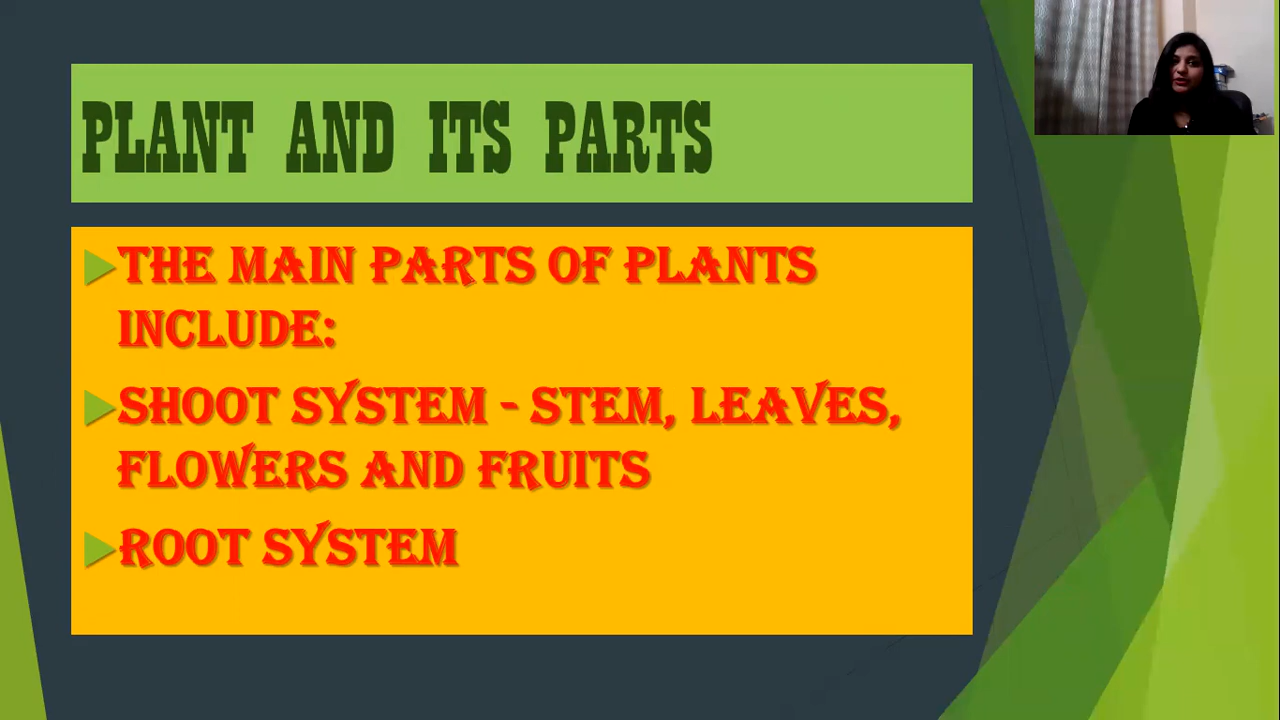 PLANT AND ITS PARTS
THE MAIN PARTS OF PLANTS
INCLUDE:
SHOOT SYSTEM - STEM, LEAVES,
FLOWERS AND FRUITS
ROOT SYSTEM